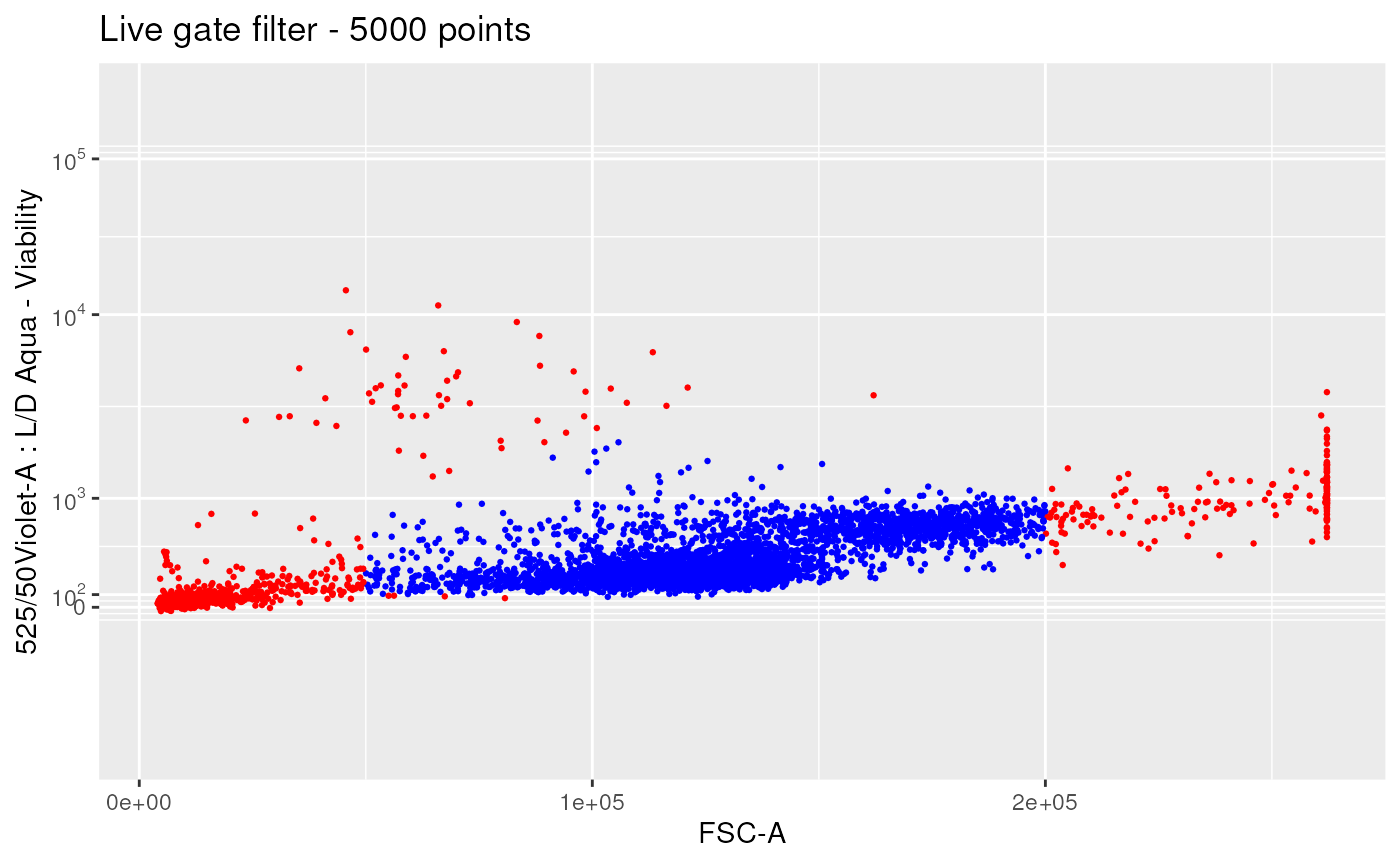 Live gate filter - 5000 points
525/50Violet-A : L/D Aqua - Viability
10^5
10^4
10^3
10^2
0
0e+00 1e+05 2e+05
FSC-A